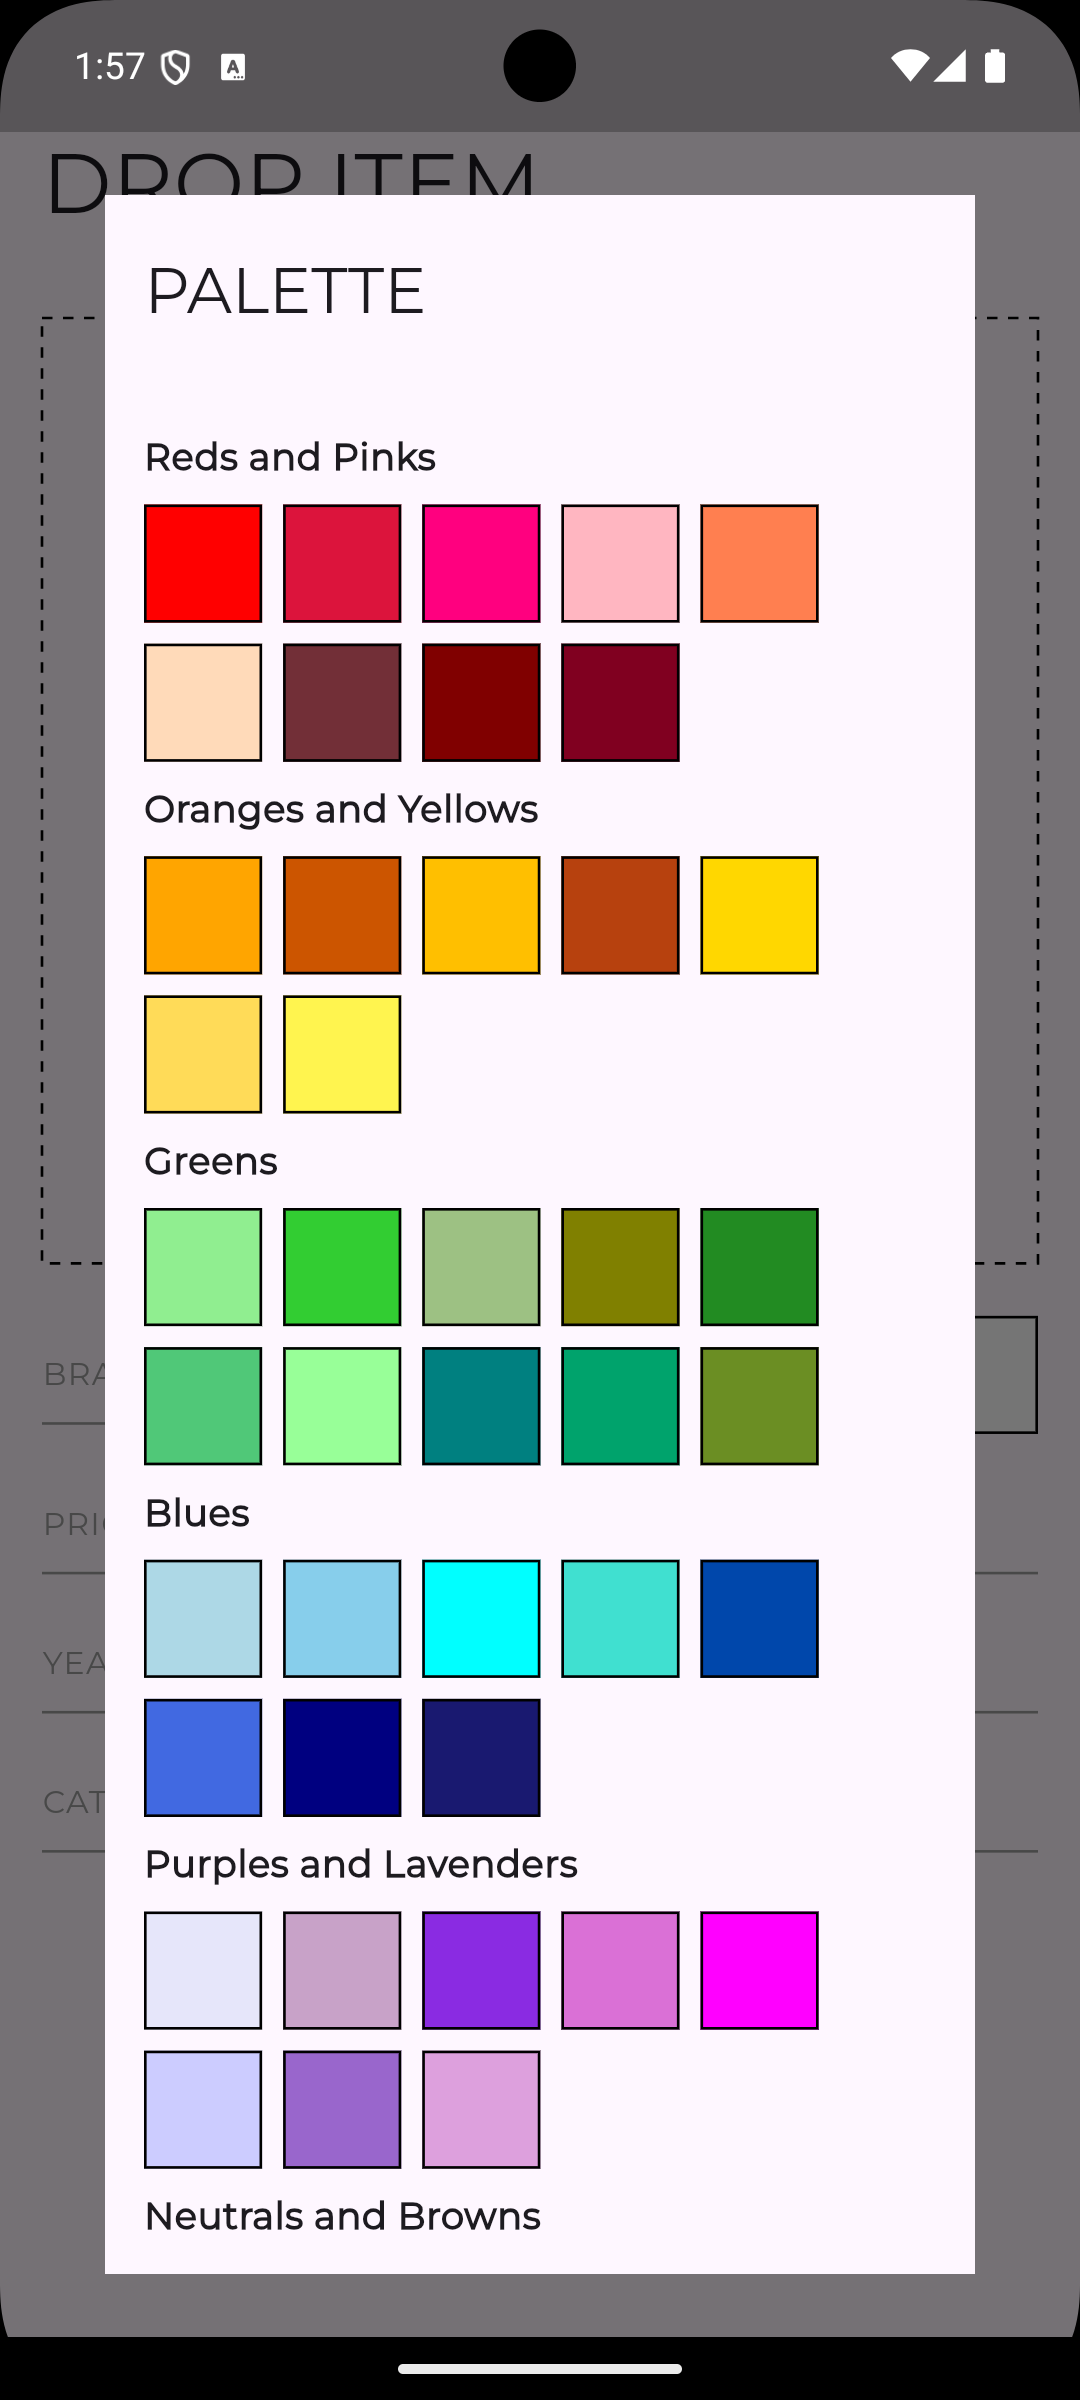 1:57
DROP ITEM
PALETTE
Reds and Pinks
Oranges and Yellows
Greens
BRA
Blues
PRI
YEA
CAT
Purples and Lavenders
Neutrals and Browns